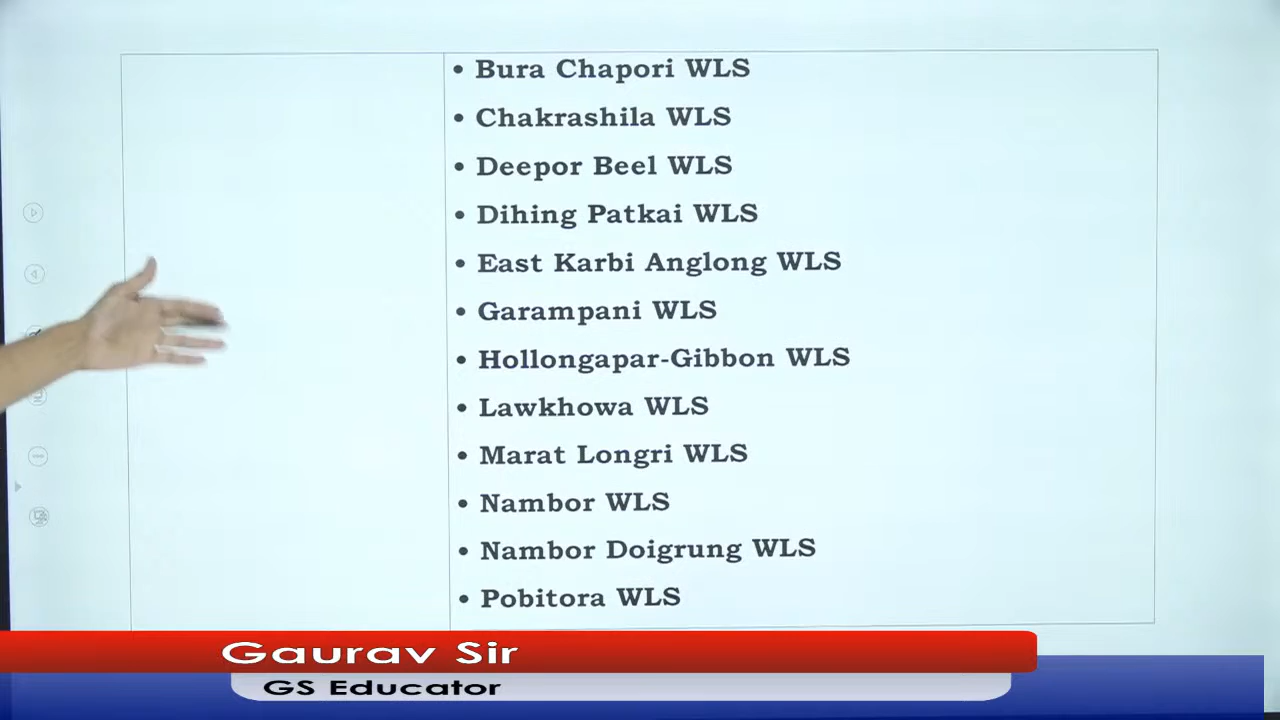 • Bura Chapori WLS
• Chakrashila WLS
• Deepor Beel WLS
• Dihing Patkai WLS
• East Karbi Anglong WLS
• Garampani WLS
• Hollongapar-Gibbon WLS
• Lawkhowa WLS
• Marat Longri WLS
• Nambor WLS
• Nambor Doigrung WLS
• Pobitora WLS
Gaurav Sir
GS Educator